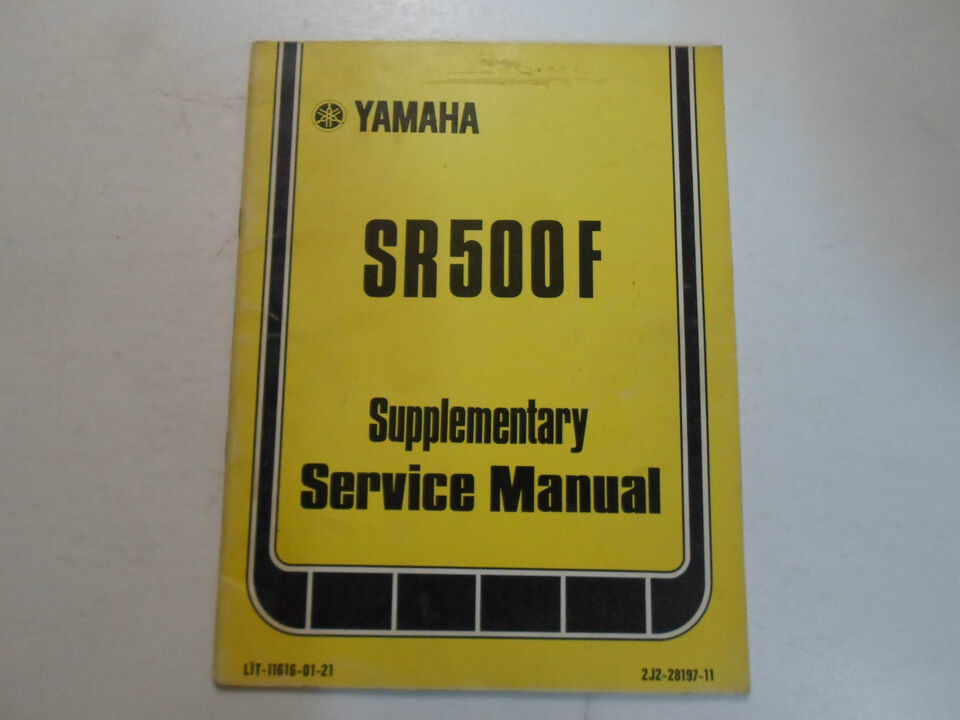 YAMAHA
SR500F
Supplementary
Service Manual
LIT-11616-01-21
2J2-28197-11